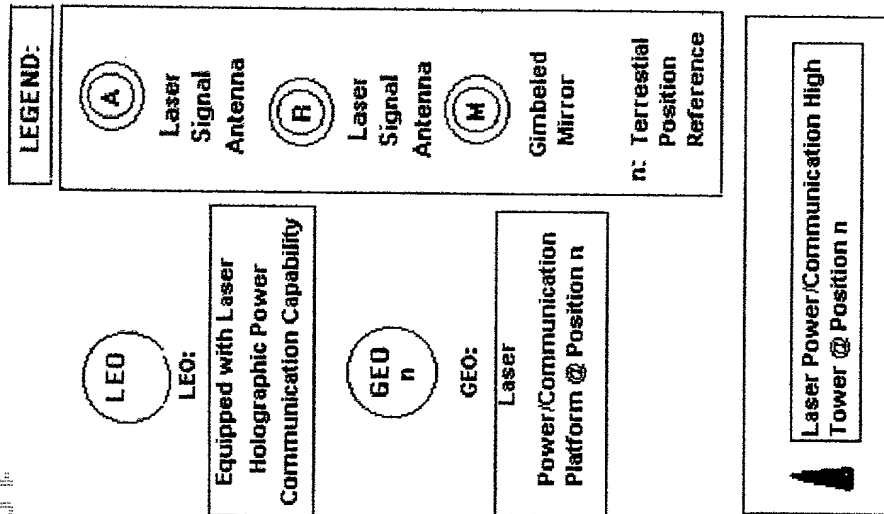 LEGEND:
A
Laser
Signal
Antenna
R
Laser
Signal
Antenna
M
Gimbeled
Mirror
n: Terrestial
Position
Reference
LEO
LEO:
Equipped with Laser
Holographic Power
Communication Capability
GEO
n
GEO:
Laser
Power/Communication
Platform @ Position n
Laser Power/Communication High
Tower @ Position n